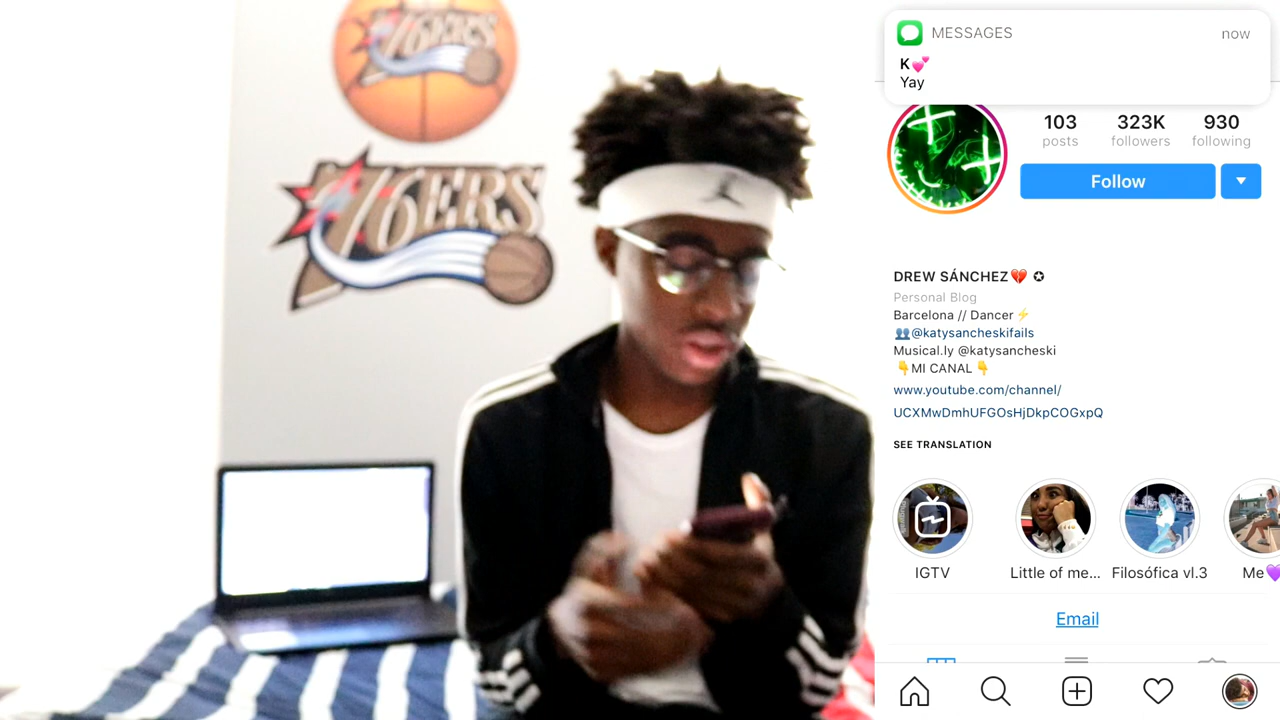 76ERS
76ERS
MESSAGES
now
K💕
Yay
103
323K
930
posts
followers
following
Follow
DREW SÁNCHEZ💔 ✪
Personal Blog
Barcelona // Dancer ⚡
👥@katysancheskifails
Musical.ly @katysancheski
👇MI CANAL 👇
www.youtube.com/channel/
UCXMwDmhUFGOsHjDkpCOGxpQ
SEE TRANSLATION
IGTV
Little of me...
Filosófica vl.3
Me💜
Email